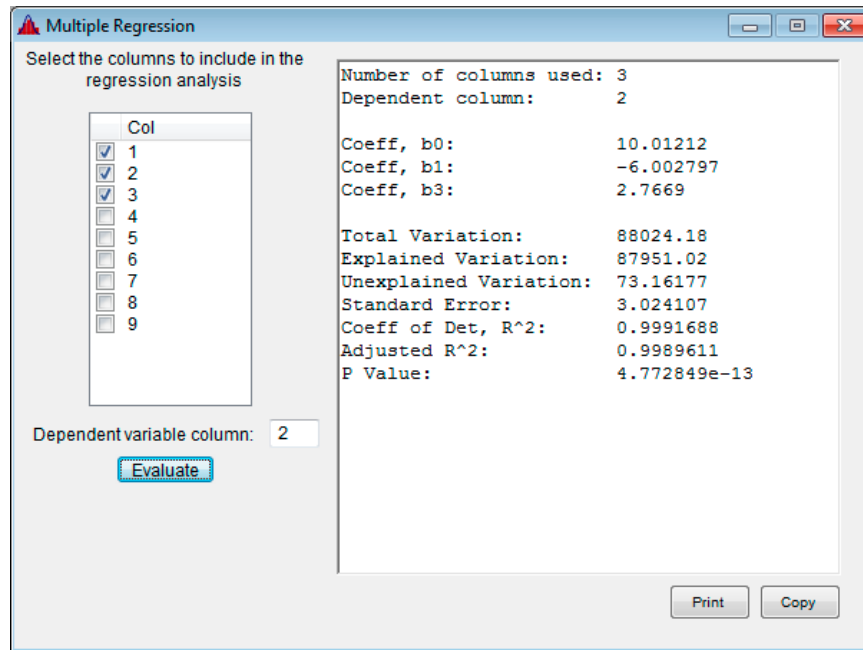 Multiple Regression
Select the columns to include in the
regression analysis
Col
1
2
3
4
5
6
7
8
9
Dependent variable column: 2
Evaluate
Number of columns used: 3
Dependent column: 2
Coeff, b0: 10.01212
Coeff, b1: -6.002797
Coeff, b3: 2.7669
Total Variation: 88024.18
Explained Variation: 87951.02
Unexplained Variation: 73.16177
Standard Error: 3.024107
Coeff of Det, R^2: 0.9991688
Adjusted R^2: 0.9989611
P Value: 4.772849e-13
Print Copy